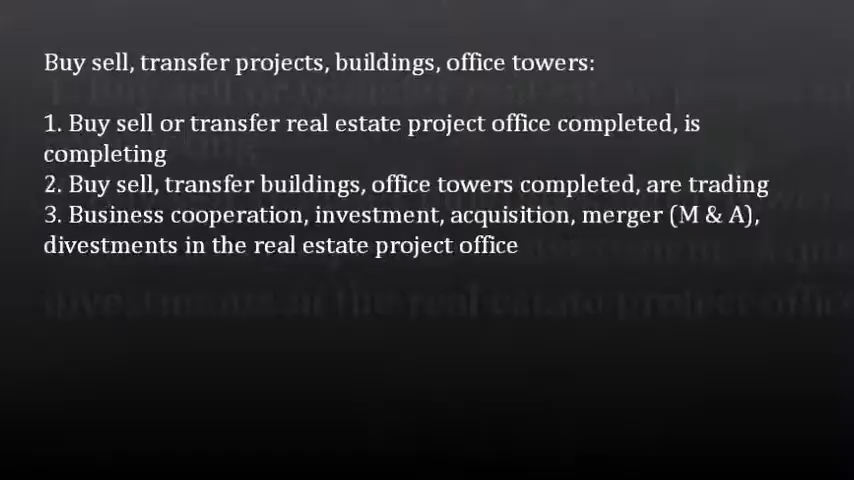 Buy sell, transfer projects, buildings, office towers:
1. Buy sell or transfer real estate project office completed, is
completing
2. Buy sell, transfer buildings, office towers completed, are trading
3. Business cooperation, investment, acquisition, merger (M & A),
divestments in the real estate project office